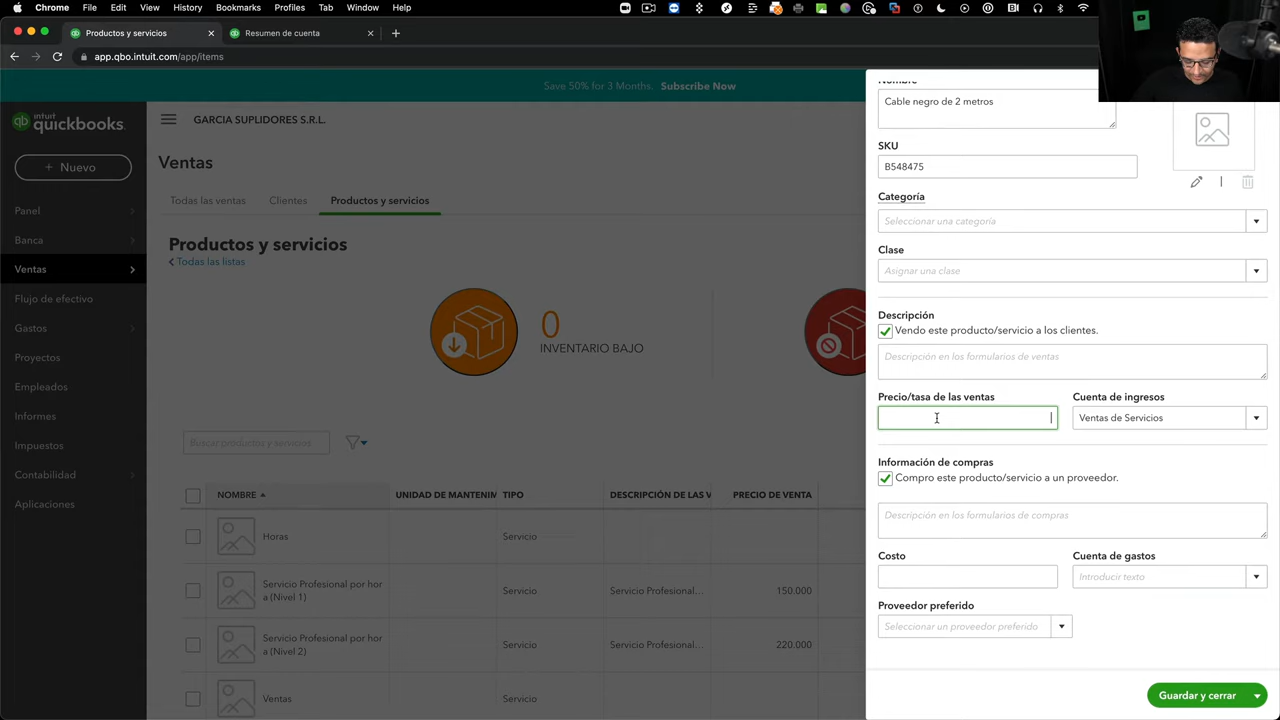 Chrome File Edit View History Bookmarks Profiles Tab Window Help
Productos y servicios
Resumen de cuenta
app.qbo.intuit.com/app/items
Save 50% for 3 Months. Subscribe Now
intuit
quickbooks.
GARCIA SUPLIDORES S.R.L.
+ Nuevo
Panel
Banca
Ventas
Flujo de efectivo
Gastos
Proyectos
Empleados
Informes
Impuestos
Contabilidad
Aplicaciones
Ventas
Todas las ventas Clientes Productos y servicios
Productos y servicios
Todas las listas
0
INVENTARIO BAJO
Buscar productos y servicios
NOMBRE UNIDAD DE MANTENIM TIPO DESCRIPCIÓN DE LAS V PRECIO DE VENTA
Horas Servicio
Servicio Profesional por hor
a (Nivel 1) Servicio Servicio Profesional... 150.000
Servicio Profesional por hor
a (Nivel 2) Servicio Servicio Profesional... 220.000
Ventas Servicio
Nombre
Cable negro de 2 metros
SKU
B548475
Categoría
Seleccionar una categoría
Clase
Asignar una clase
Descripción
Vendo este producto/servicio a los clientes.
Descripción en los formularios de ventas
Precio/tasa de las ventas Cuenta de ingresos
Ventas de Servicios
Información de compras
Compro este producto/servicio a un proveedor.
Descripción en los formularios de compras
Costo Cuenta de gastos
Introducir texto
Proveedor preferido
Seleccionar un proveedor preferido
Guardar y cerrar